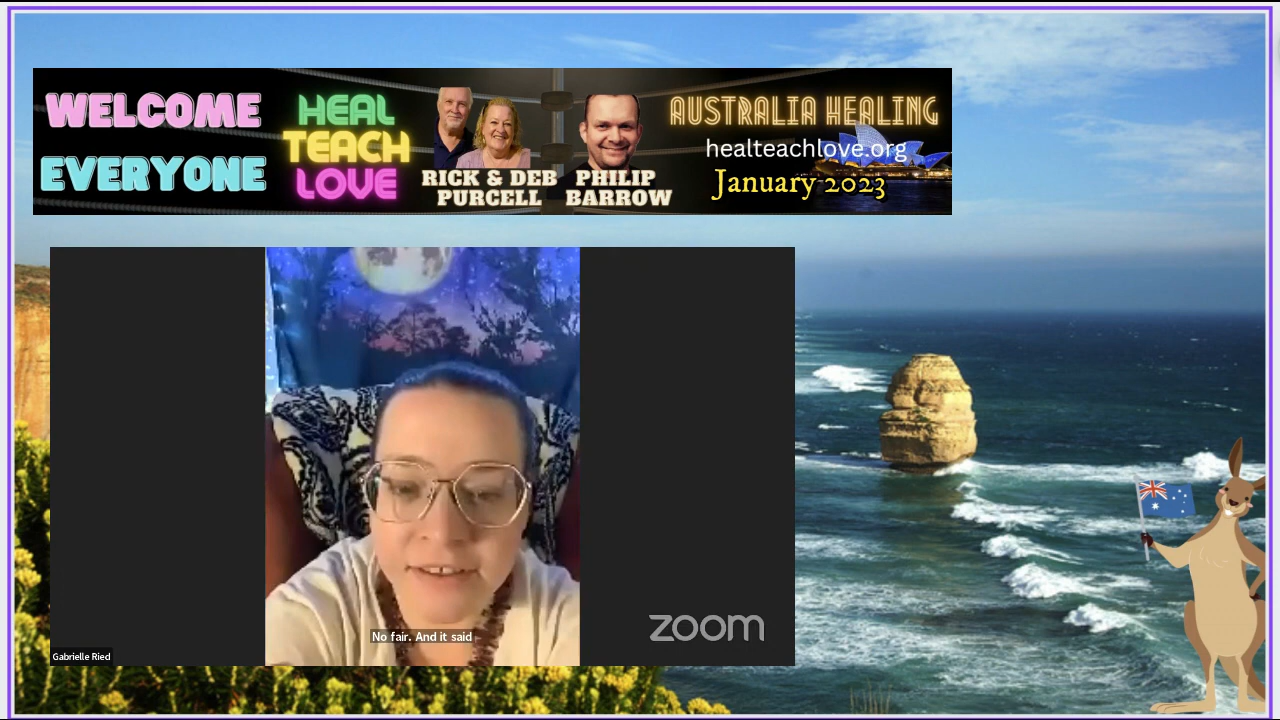 WELCOME
EVERYONE
HEAL
TEACH
LOVE
RICK & DEB
PURCELL
PHILIP
BARROW
AUSTRALIA HEALING
healteachlove.org
January 2023
No fair. And it said
zoom
Gabrielle Ried